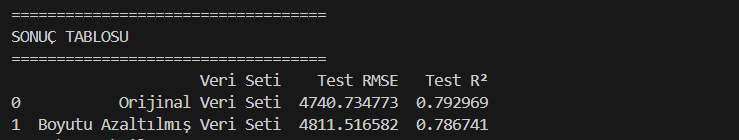 ===================================
SONUÇ TABLOSU
===================================
Veri Seti Test RMSE Test R²
0 Orijinal Veri Seti 4740.734773 0.792969
1 Boyutu Azaltılmış Veri Seti 4811.516582 0.786741